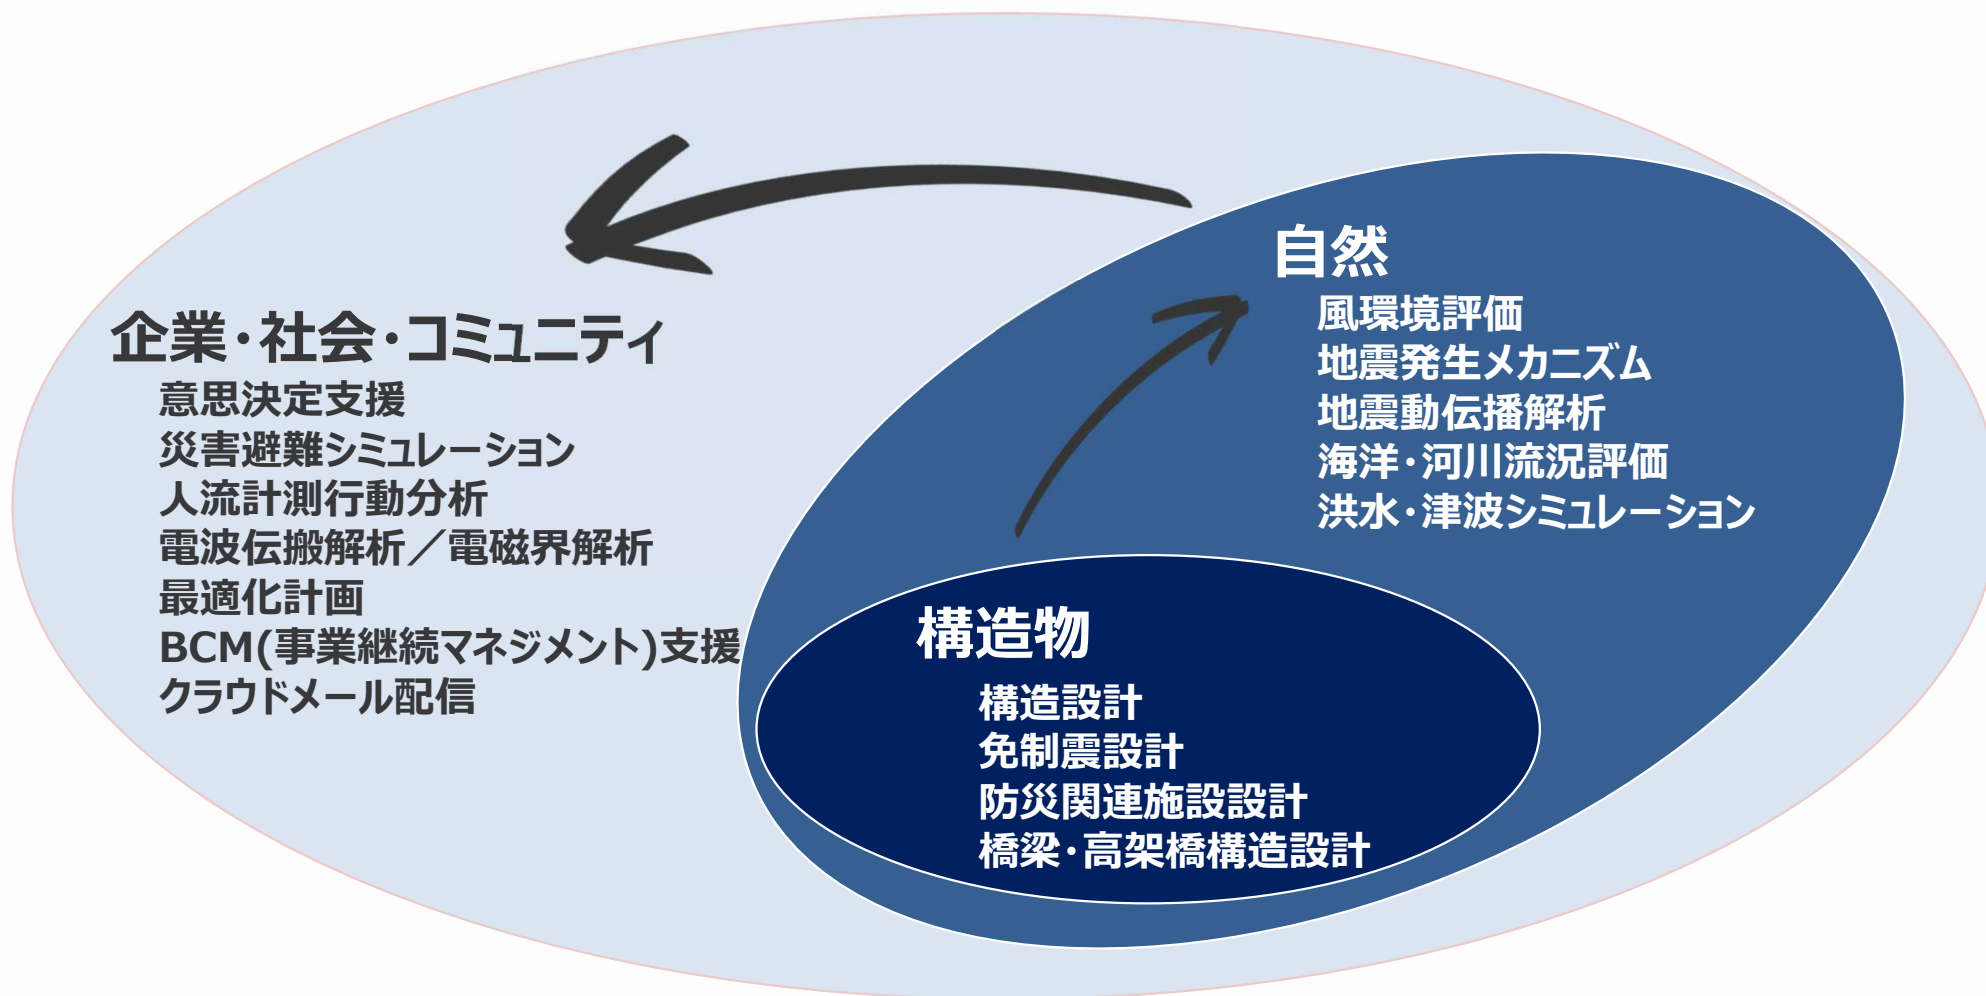 企業・社会・コミュニティ
意思決定支援
災害避難シミュレーション
人流計測行動分析
電波伝搬解析／電磁界解析
最適化計画
BCM(事業継続マネジメント)支援
クラウドメール配信
自然
風環境評価
地震発生メカニズム
地震動伝播解析
海洋・河川流況評価
洪水・津波シミュレーション
構造物
構造設計
免制震設計
防災関連施設設計
橋梁・高架橋構造設計